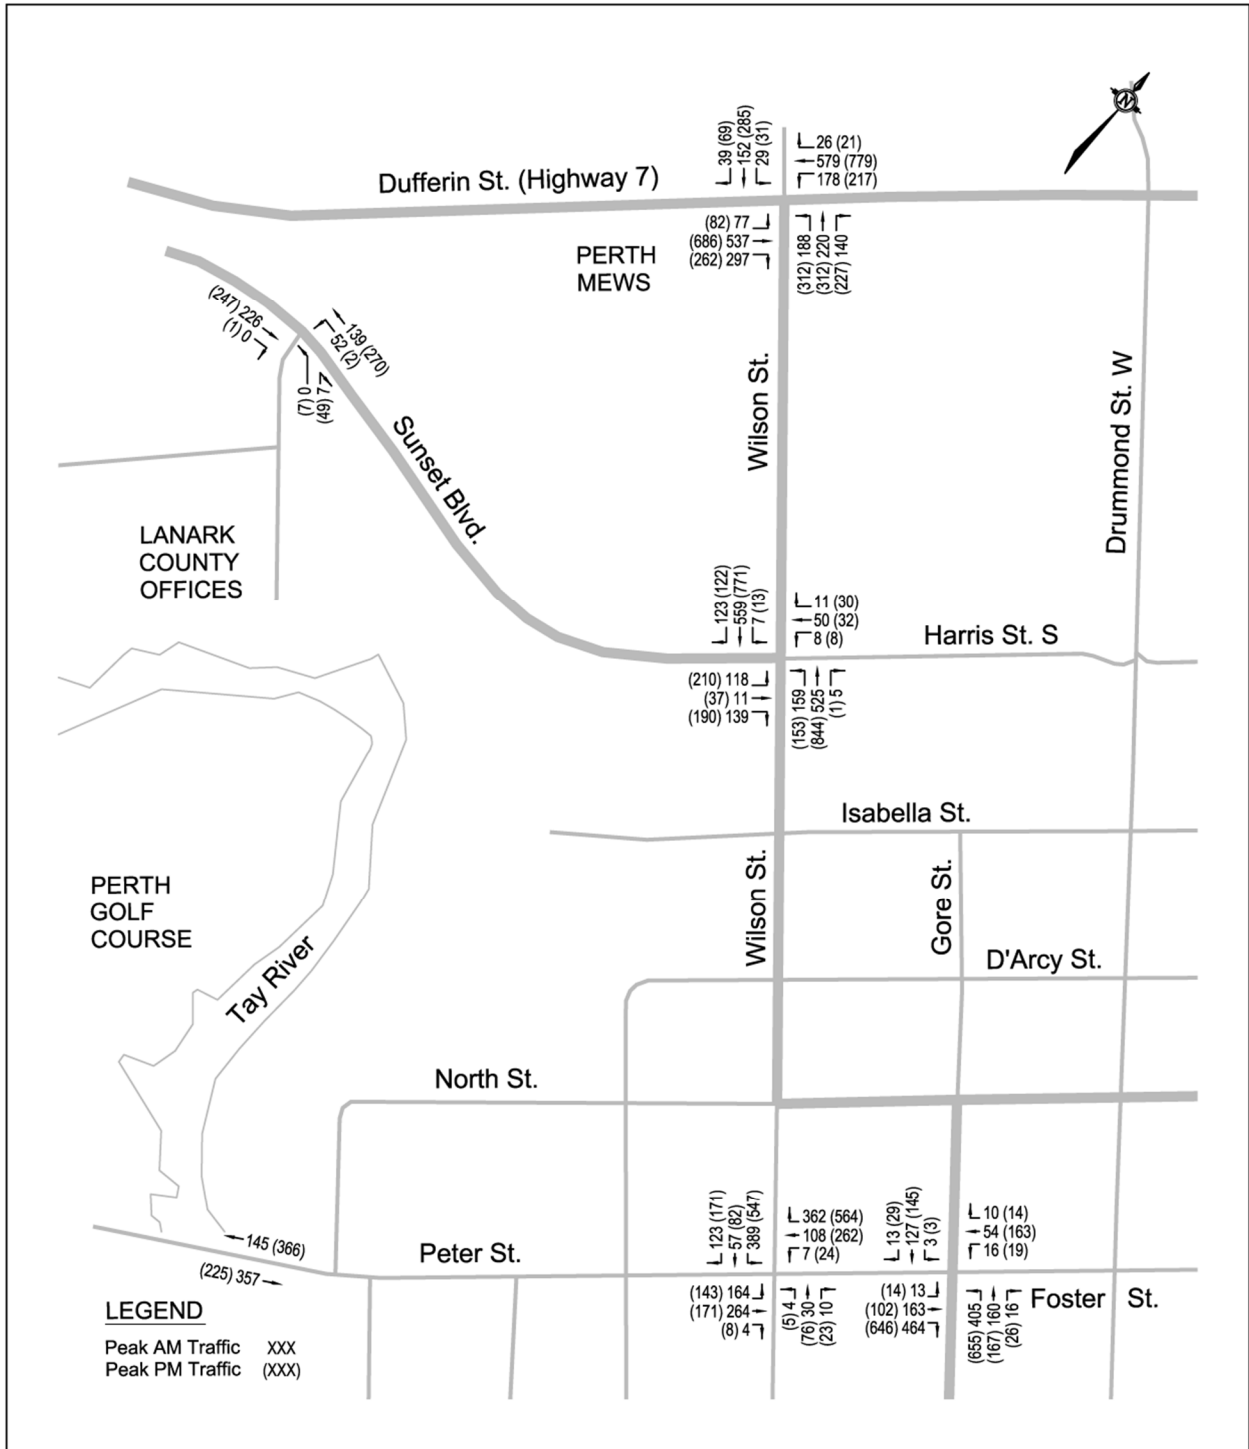 N
39 (69)
152 (285)
29 (31)
26 (21)
579 (779)
178 (217)
Dufferin St. (Highway 7)
(82) 77
(686) 537
(262) 297
(312) 188
(312) 220
(227) 140
PERTH
MEWS
(247) 226
(1) 0
139 (270)
52 (2)
(7) 0
(49) 7
Sunset Blvd.
Wilson St.
Drummond St. W
LANARK
COUNTY
OFFICES
123 (122)
559 (771)
7 (13)
11 (30)
50 (32)
8 (8)
Harris St. S
(210) 118
(37) 11
(190) 139
(153) 159
(844) 525
(1) 5
Isabella St.
PERTH
GOLF
COURSE
Tay River
Wilson St.
Gore St.
D'Arcy St.
North St.
123 (171)
57 (82)
389 (547)
362 (564)
108 (262)
7 (24)
13 (29)
127 (145)
3 (3)
10 (14)
54 (163)
16 (19)
145 (366)
(225) 357
Peter St.
(143) 164
(171) 264
(8) 4
(5) 4
(76) 30
(23) 10
(14) 13
(102) 163
(646) 464
(655) 405
(167) 160
(26) 16
Foster St.
LEGEND
Peak AM Traffic XXX
Peak PM Traffic (XXX)